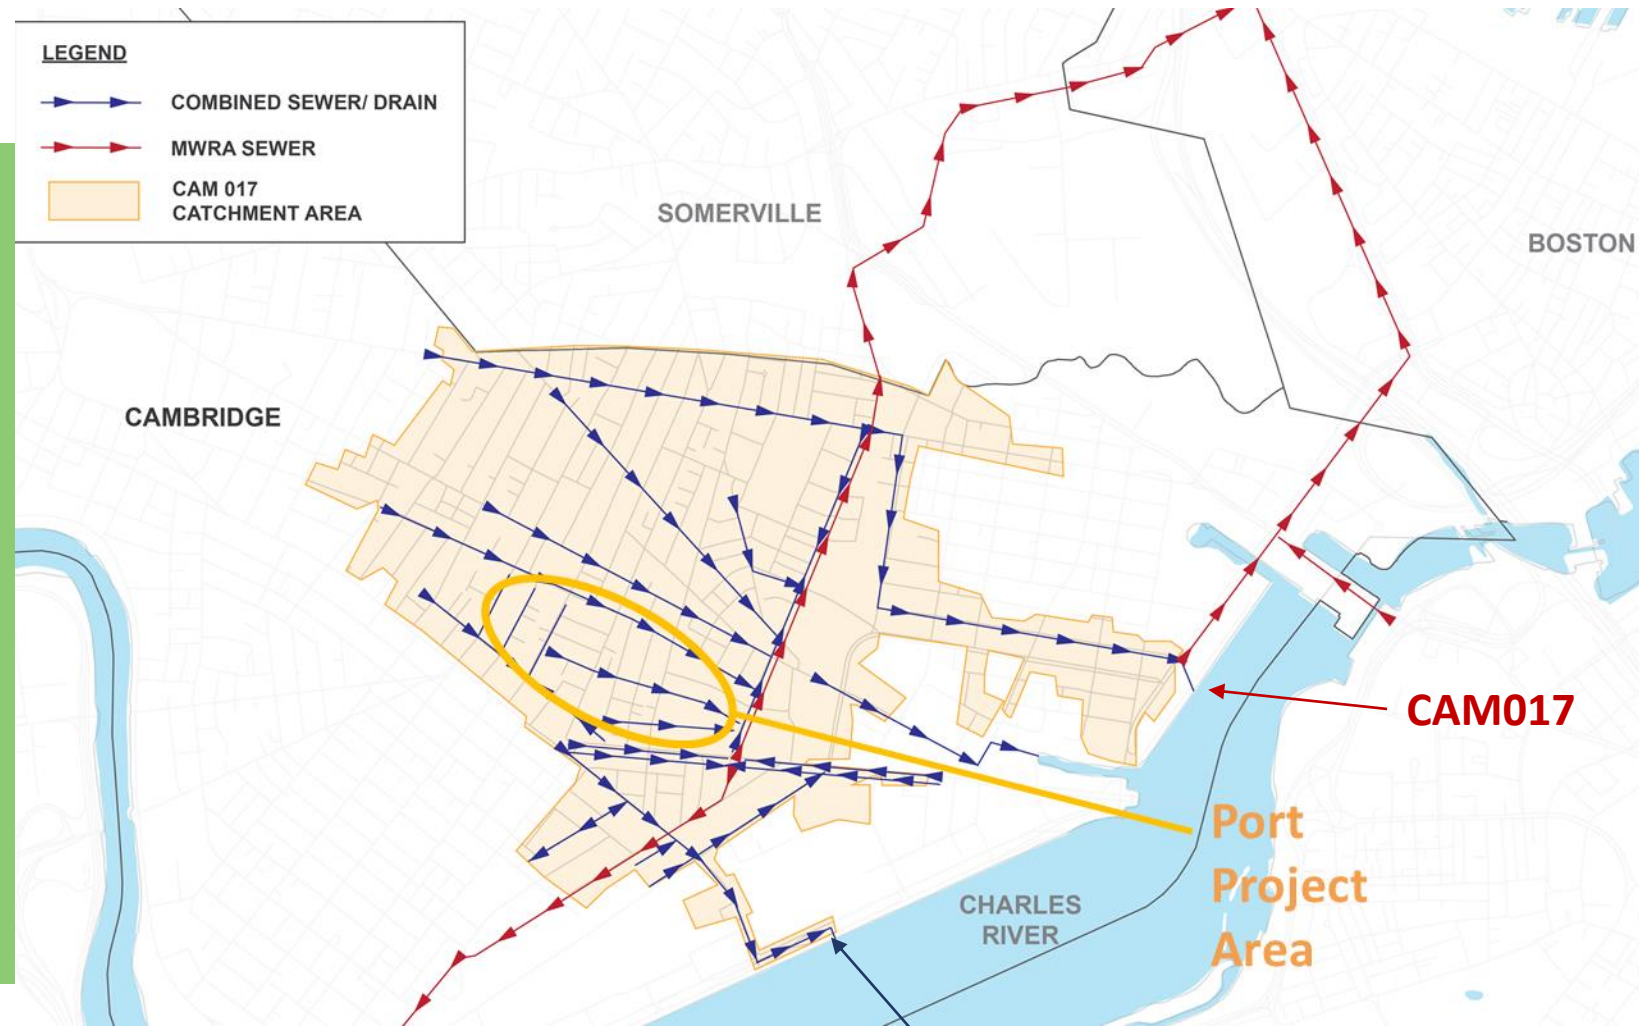 LEGEND
COMBINED SEWER/ DRAIN
MWRA SEWER
CAM 017
CATCHMENT AREA
SOMERVILLE
BOSTON
CAMBRIDGE
CAM017
Port
Project
Area
CHARLES
RIVER